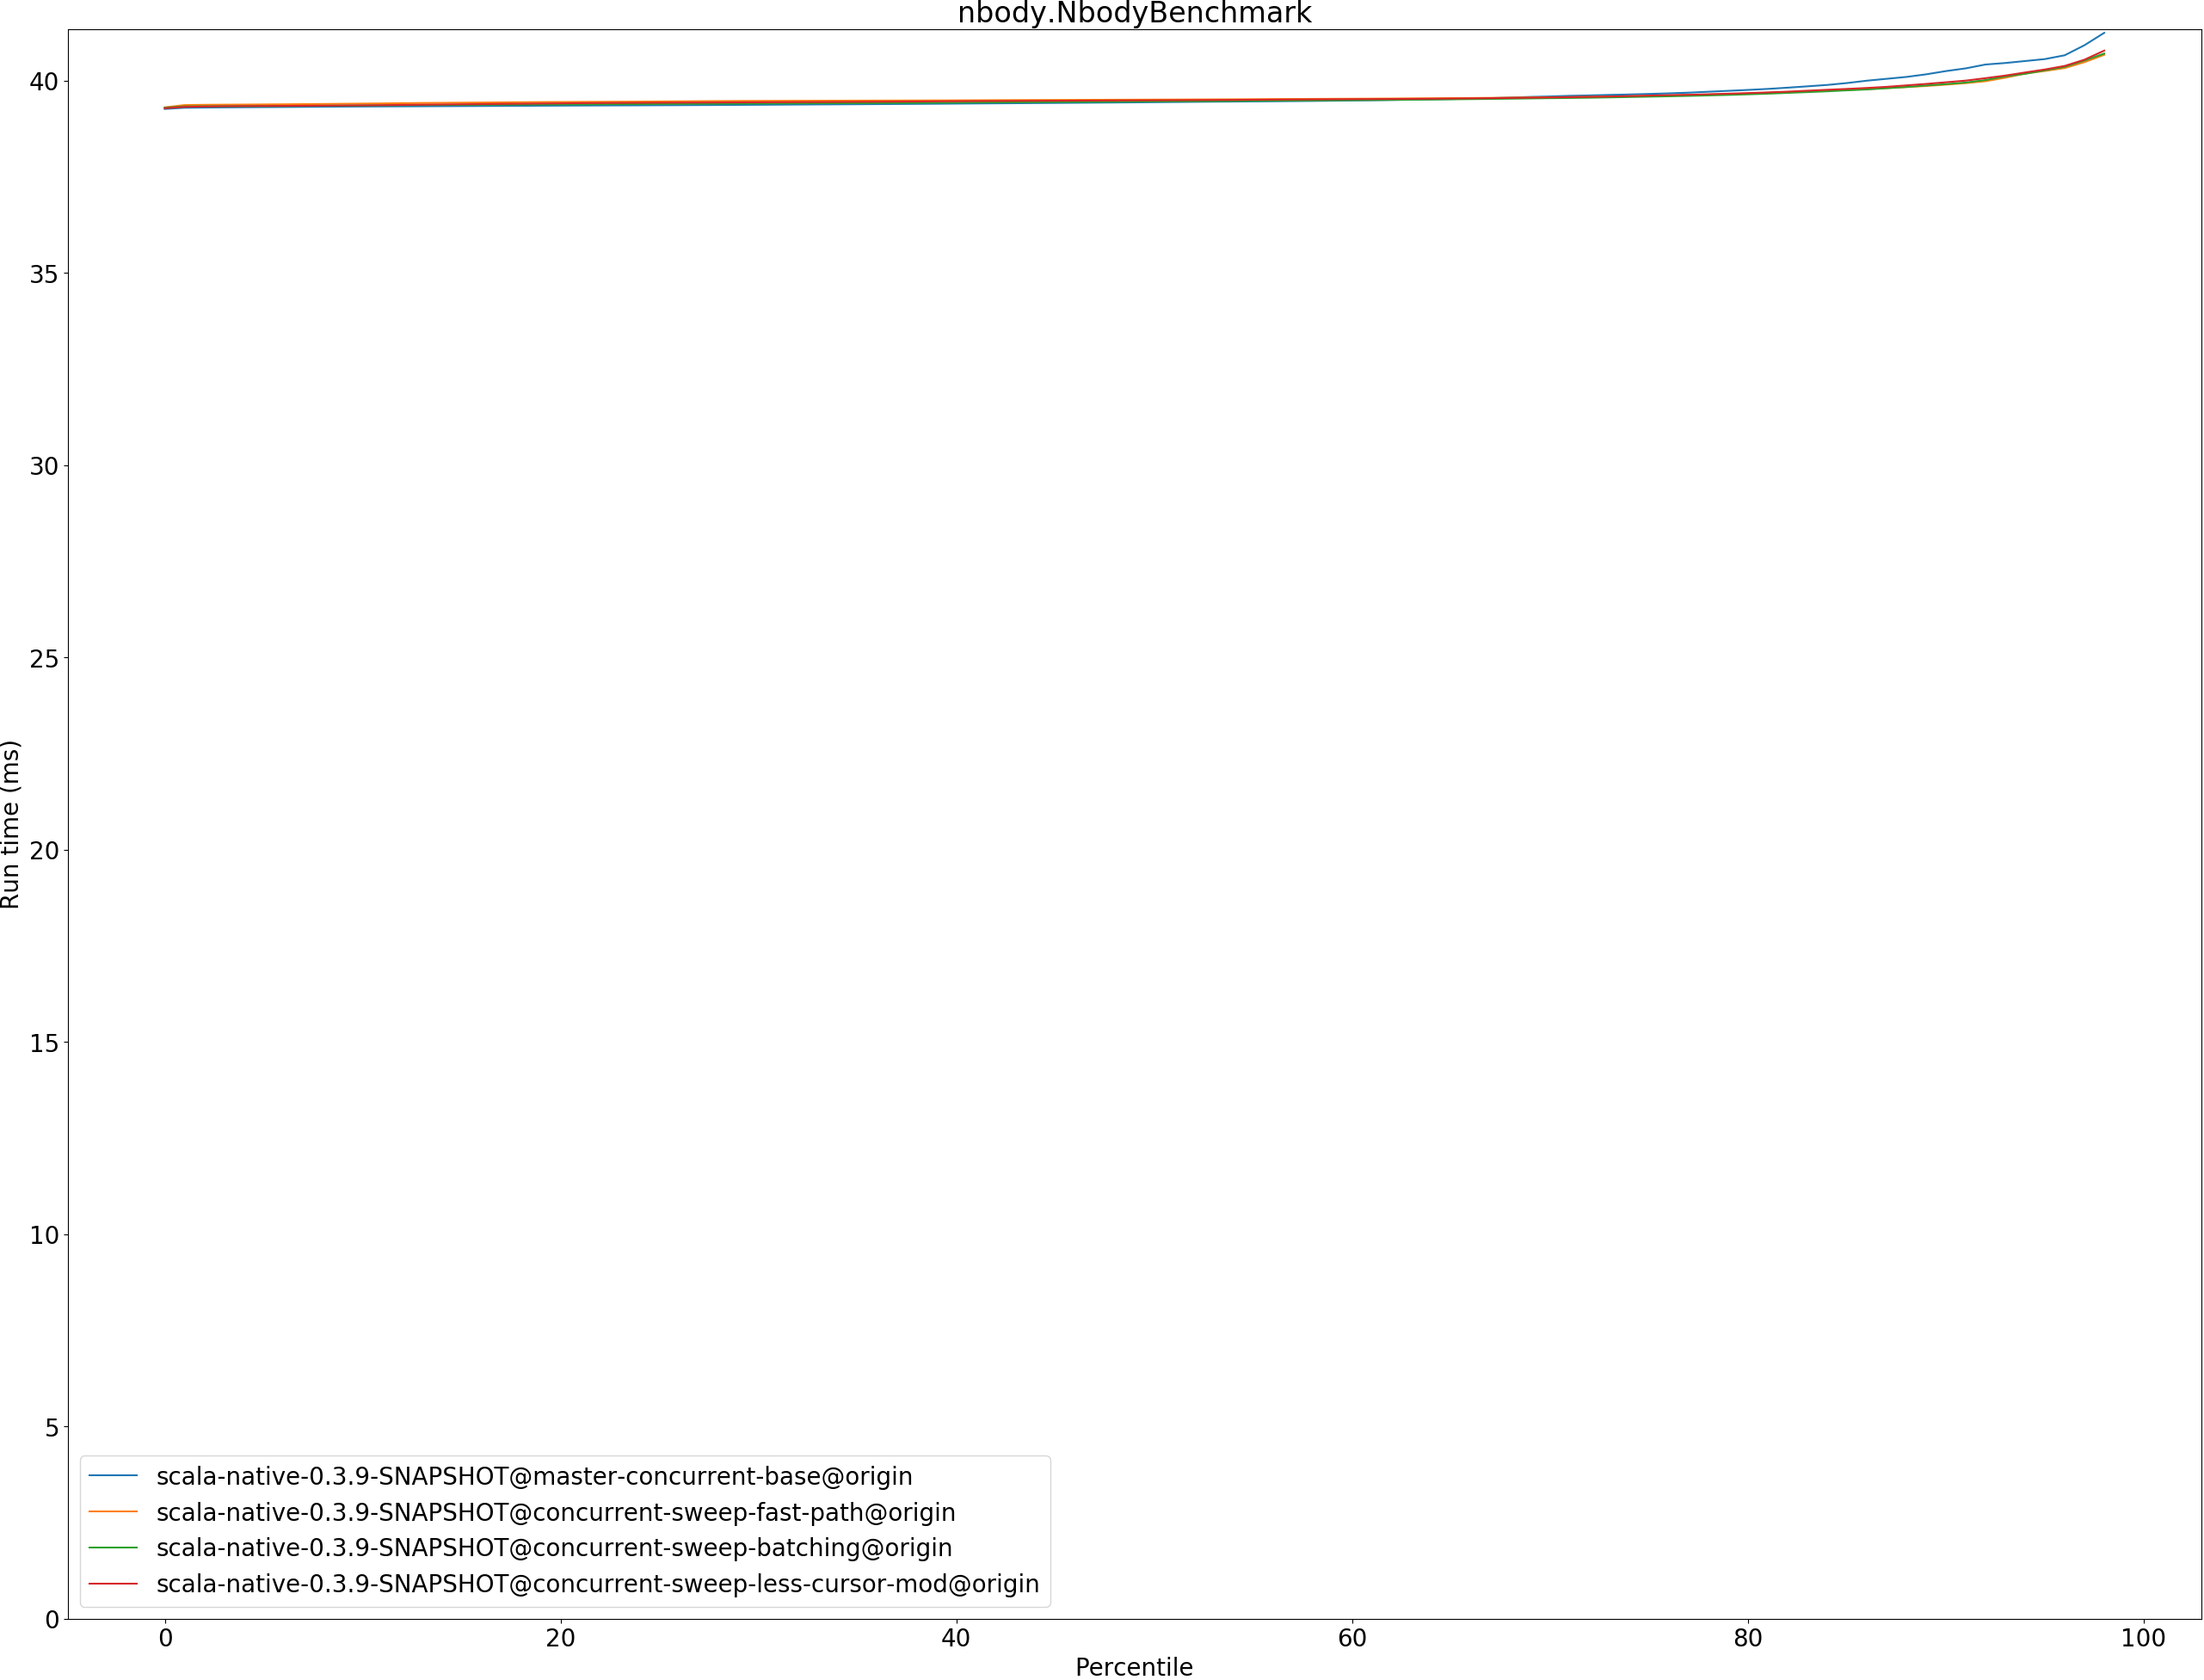 nbody.NbodyBenchmark
40
35
30
25
20
15
10
5
0
Run time (ms)
0 20 40 60 80 100
Percentile
scala-native-0.3.9-SNAPSHOT@master-concurrent-base@origin
scala-native-0.3.9-SNAPSHOT@concurrent-sweep-fast-path@origin
scala-native-0.3.9-SNAPSHOT@concurrent-sweep-batching@origin
scala-native-0.3.9-SNAPSHOT@concurrent-sweep-less-cursor-mod@origin